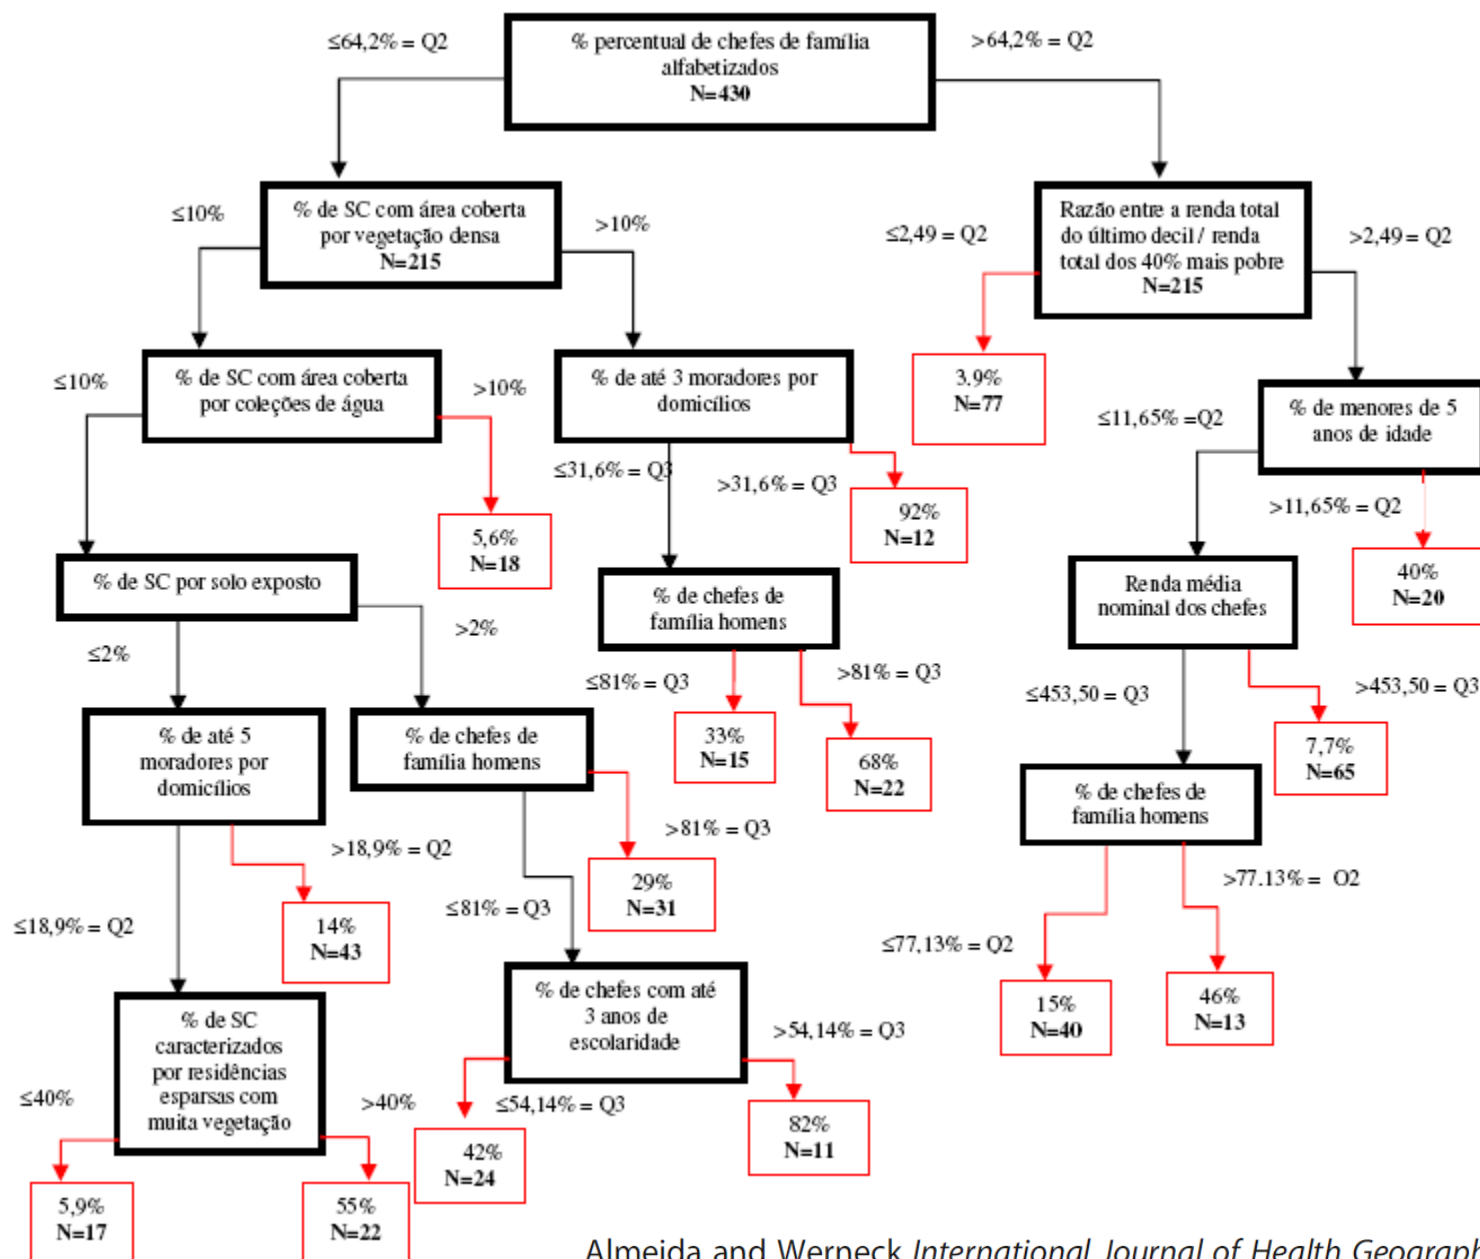 ≤64,2% = Q2
% percentual de chefes de família
alfabetizados
N=430
>64,2% = Q2
≤10%
% de SC com área coberta
por vegetação densa
N=215
>10%
≤2,49 = Q2
Razão entre a renda total
do último decil / renda
total dos 40% mais pobre
N=215
>2,49 = Q2
≤10%
% de SC com área coberta
por coleções de água
>10%
% de até 3 moradores por
domicílios
3.9%
N=77
≤11,65% =Q2
% de menores de 5
anos de idade
≤31,6% = Q3
>31,6% = Q3
92%
N=12
>11,65% = Q2
5,6%
N=18
% de SC por solo exposto
% de chefes de
família homens
Renda média
nominal dos chefes
40%
N=20
≤2%
>2%
≤81% = Q3
>81% = Q3
≤453,50 = Q3
>453,50 = Q3
% de até 5
moradores por
domicílios
% de chefes de
família homens
33%
N=15
68%
N=22
7,7%
N=65
% de chefes de
família homens
>18,9% = Q2
>81% = Q3
≤18,9% = Q2
14%
N=43
≤81% = Q3
29%
N=31
≤77,13% = Q2
>77.13% = O2
% de SC
caracterizados
por residências
esparsas com
muita vegetação
% de chefes com até
3 anos de
escolaridade
>54,14% = Q3
15%
N=40
46%
N=13
≤40%
>40%
≤54,14% = Q3
42%
N=24
82%
N=11
5,9%
N=17
55%
N=22
Almeida and Werneck International Journal of Health Geograph